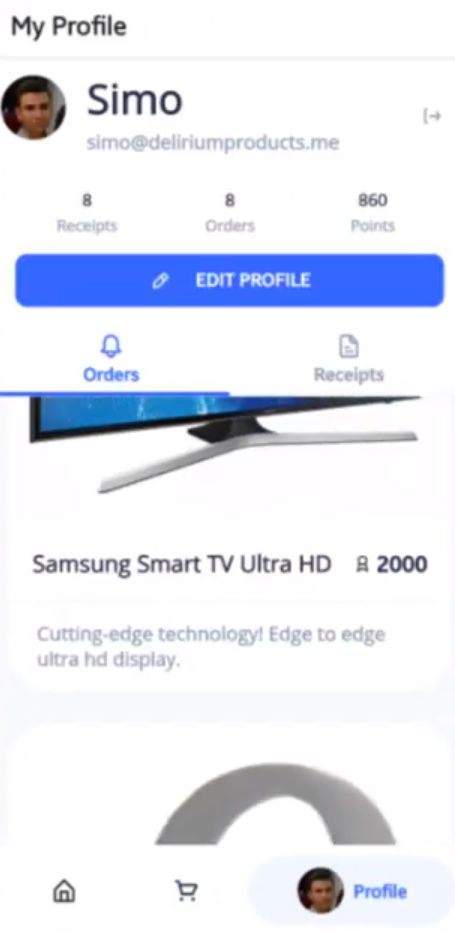 My Profile
Simo
simo@deliriumproducts.me
8 8 860
Receipts Orders Points
EDIT PROFILE
Orders Receipts
Samsung Smart TV Ultra HD 2000
Cutting-edge technology! Edge to edge
ultra hd display.
Profile